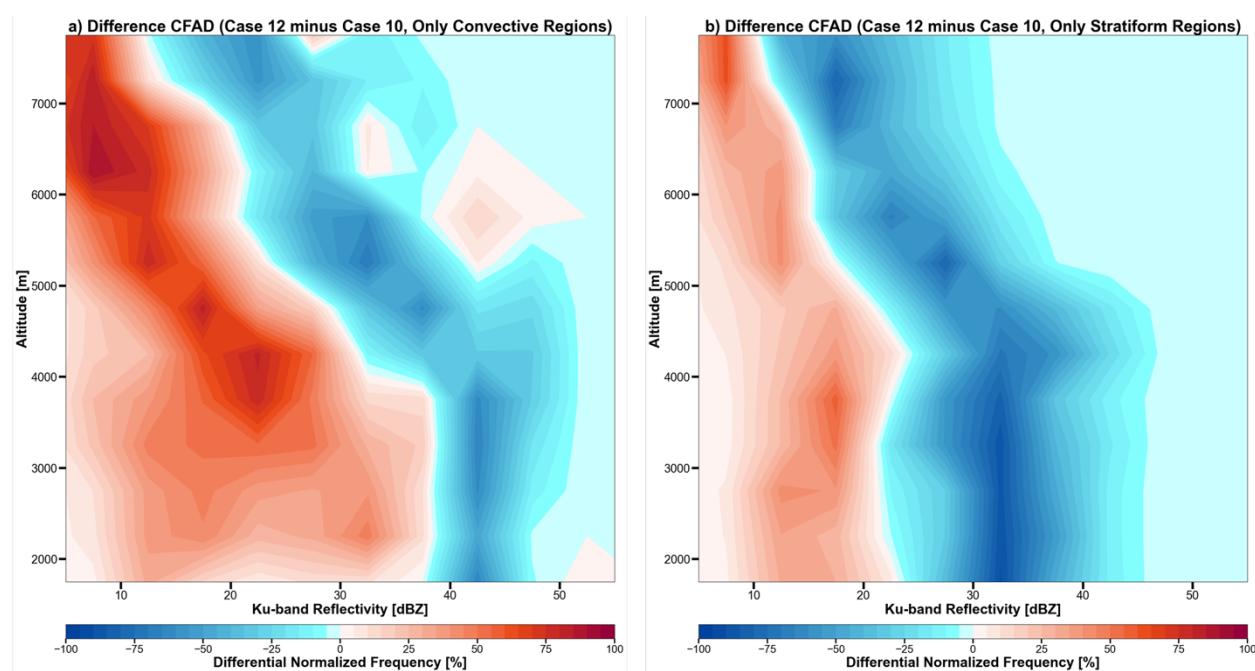 a) Difference CFAD (Case 12 minus Case 10, Only Convective Regions)
Altitude [m]
7000
6000
5000
4000
3000
2000
10 20 30 40 50
Ku-band Reflectivity [dBZ]
−100 −75 −50 −25 0 25 50 75 100
Differential Normalized Frequency [%]
b) Difference CFAD (Case 12 minus Case 10, Only Stratiform Regions)
Altitude [m]
7000
6000
5000
4000
3000
2000
10 20 30 40 50
Ku-band Reflectivity [dBZ]
−100 −75 −50 −25 0 25 50 75 100
Differential Normalized Frequency [%]